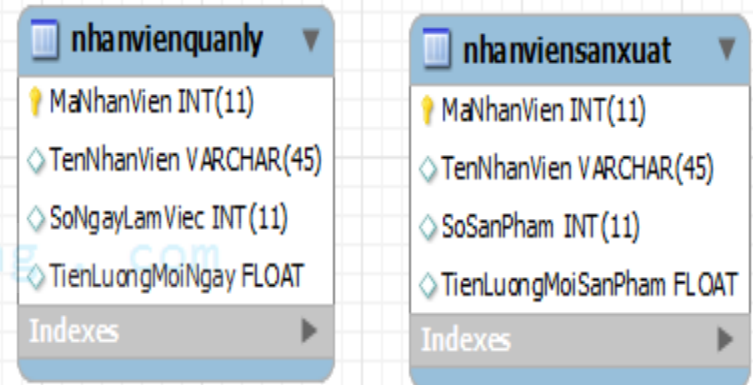 nhanvienquanly
MaNhanVien INT(11)
TenNhanVien VARCHAR(45)
SoNgayLamViec INT(11)
TienLuongMoiNgay FLOAT
Indexes
nhanviensanxuat
MaNhanVien INT(11)
TenNhanVien VARCHAR(45)
SoSanPham INT(11)
TienLuongMoiSanPham FLOAT
Indexes
g . com